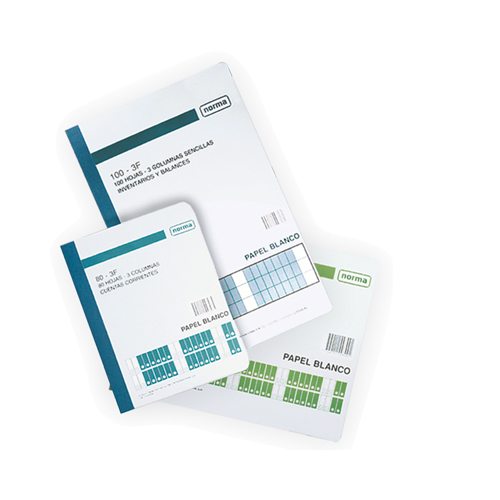 norma
100 - 3F
100 HOJAS - 3 COLUMNAS SENCILLAS
INVENTARIOS Y BALANCES
PAPEL BLANCO
norma
80 - 3F
80 HOJAS - 3 COLUMNAS
CUENTAS CORRIENTES
PAPEL BLANCO
norma
PAPEL BLANCO